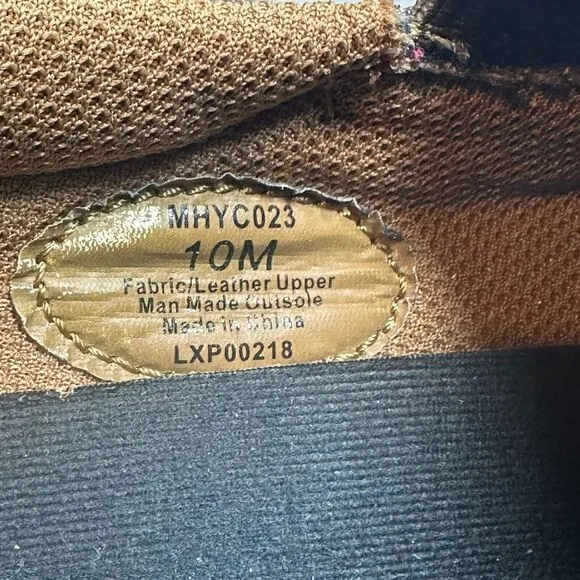 MHYC023
10M
Fabric/Leather Upper
Man Made Outsole
Made in China
LXP00218